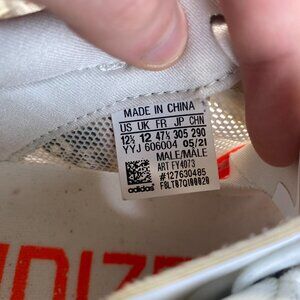 MADE IN CHINA
US UK FR JP CHN
12½ 12 47⅓ 305 290
YYJ 606004 05/21
MALE/MALE
ART FY4073
#127630485
adidas